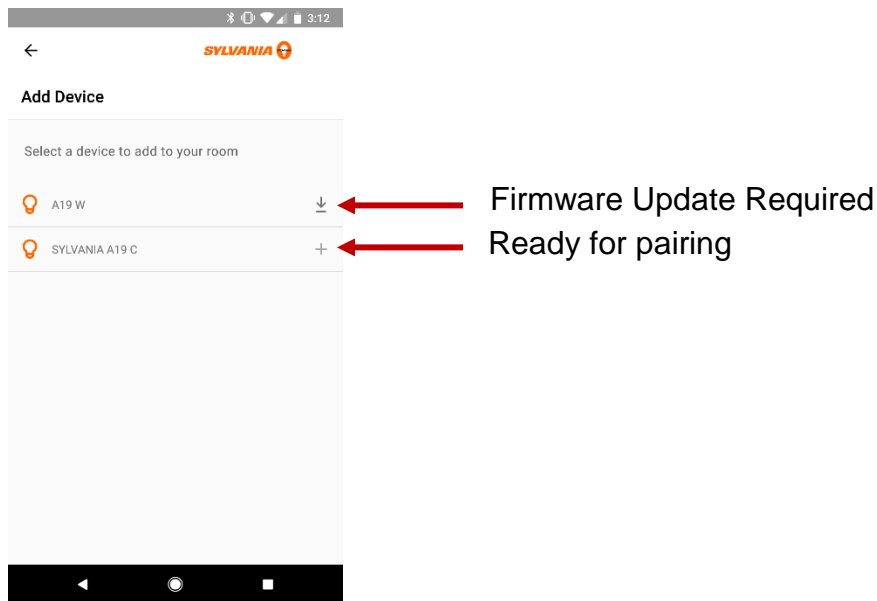 3:12
SYLVANIA
Add Device
Select a device to add to your room
A19 W
Firmware Update Required
SYLVANIA A19 C
Ready for pairing